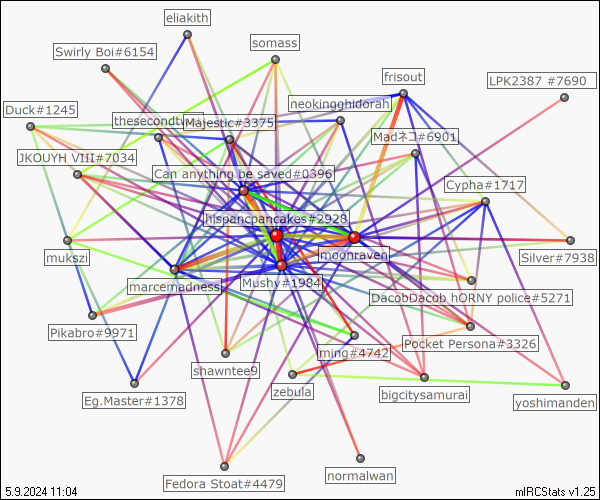 eliakith
somass
Swirly Boi#6154
frisout
LPK2387 #7690
neokingghidorah
Duck#1245
Majestic#3375
Madネコ#6901
JKOUYH VIII#7034
Can anything be saved#0396
Cypha#1717
hispancpancakes#2928
mukszi
moonraven
Silver#7938
marcemadness
Mushy#1984
DacobDacob hORNY police#5271
Pikabro#9971
Pocket Persona#3326
ming#4742
shawntee9
zebula
bigcitysamurai
Eg.Master#1378
yoshimanden
normalwan
Fedora Stoat#4479
5.9.2024 11:04
mIRCStats v1.25